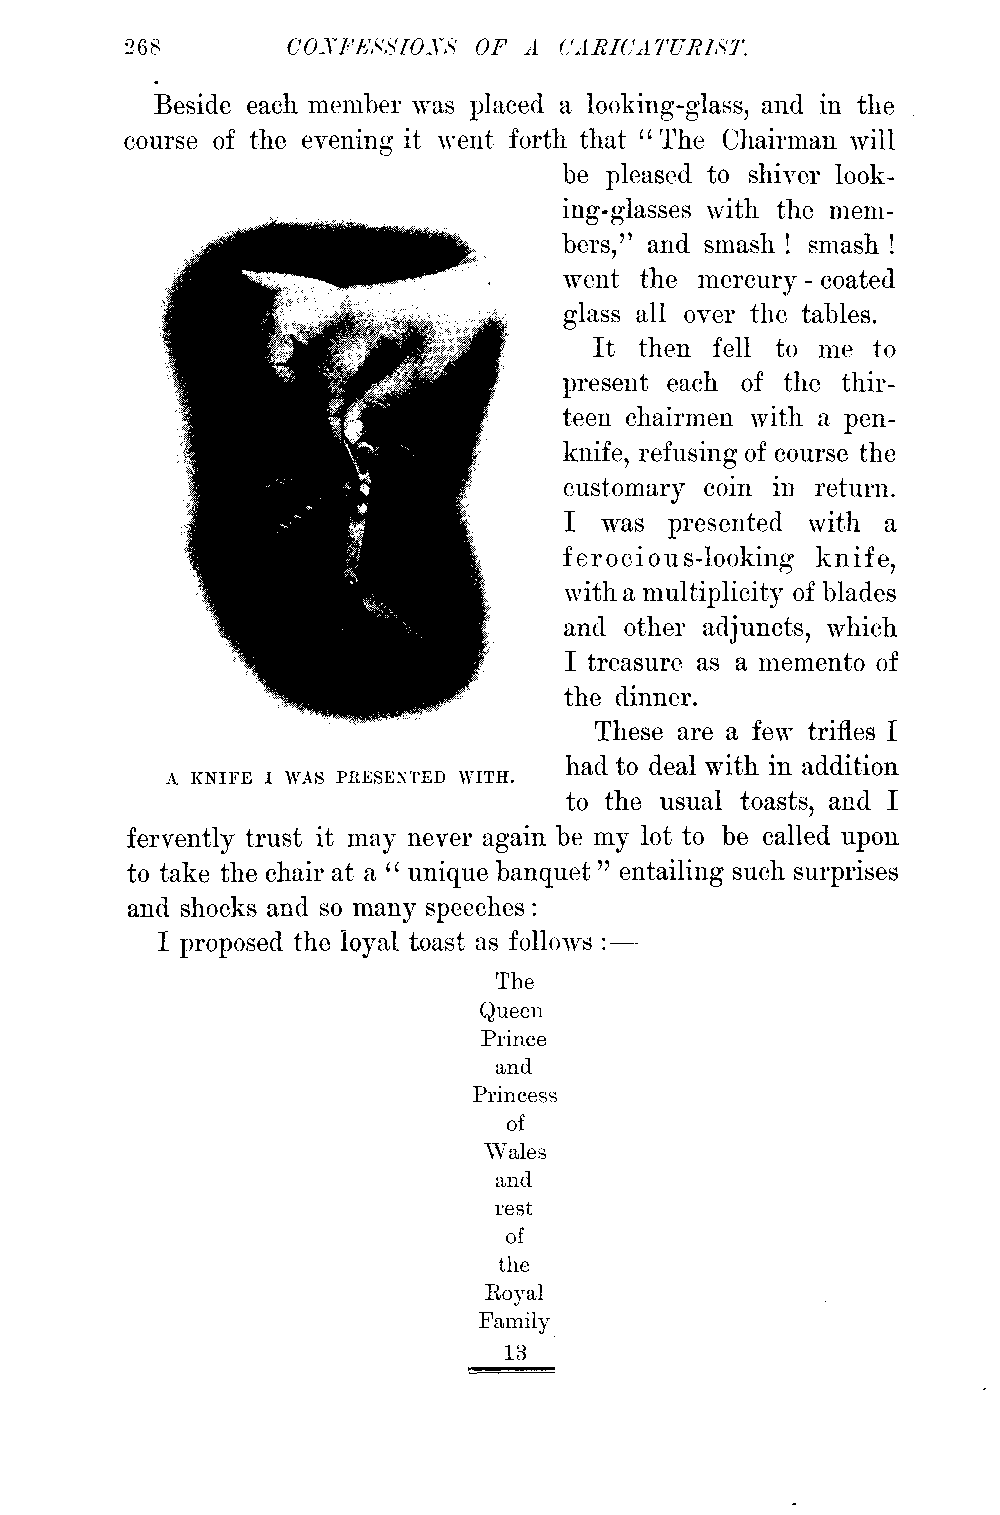 268 CONFESSIONS OF A CARICATURIST.
Beside each member was placed a looking-glass, and in the
course of the evening it went forth that “ The Chairman will
be pleased to shiver look-
ing-glasses with the mem-
bers,” and smash ! smash !
went the mercury - coated
glass all over the tables.
It then fell to me to
present each of the thir-
teen chairmen with a pen-
knife, refusing of course the
customary coin in return.
I was presented with a
ferocious-looking knife,
with a multiplicity of blades
and other adjuncts, which
I treasure as a memento of
the dinner.
These are a few trifles I
had to deal with in addition
to the usual toasts, and I
A KNIFE I WAS PRESENTED WITH.
fervently trust it may never again be my lot to be called upon
to take the chair at a “ unique banquet ” entailing such surprises
and shocks and so many speeches :
I proposed the loyal toast as follows :—
The
Queen
Prince
and
Princess
of
Wales
and
rest
of
the
Royal
Family
13